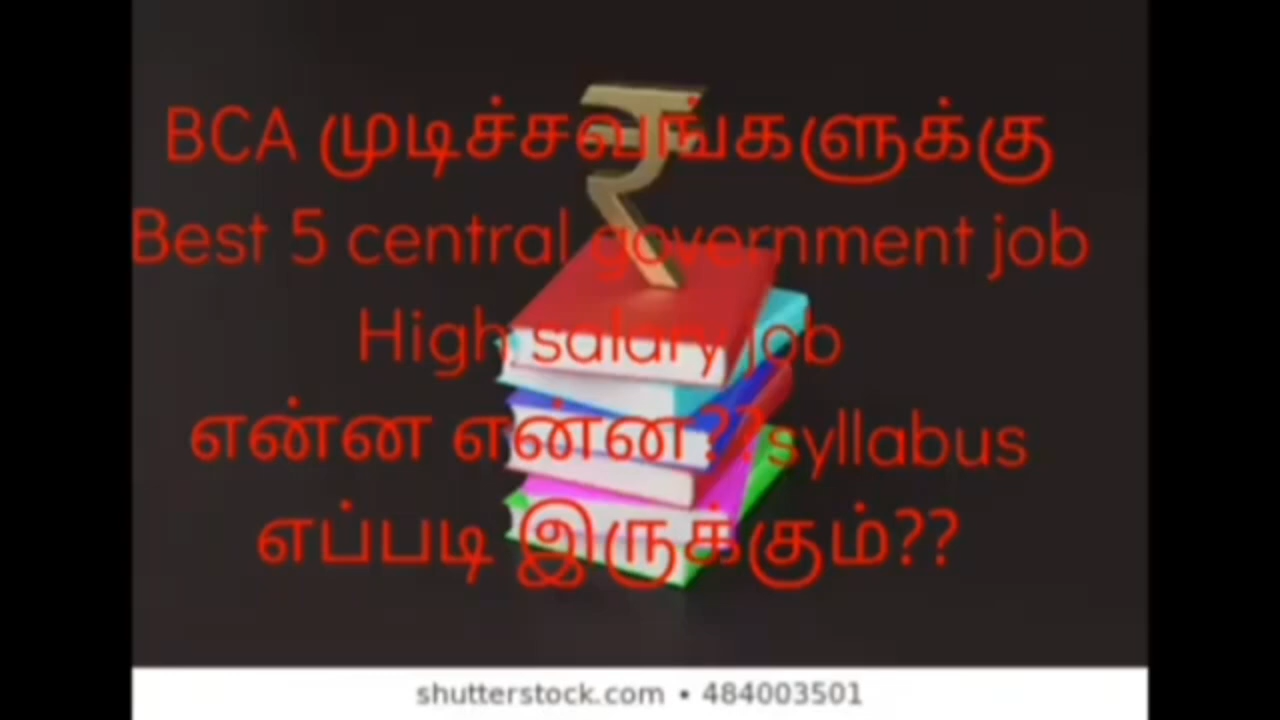 BCA முடிச்சவங்களுக்கு
Best 5 central government job
High salary job
என்ன என்ன??syllabus
எப்படி இருக்கும்??
shutterstock.com • 484003501